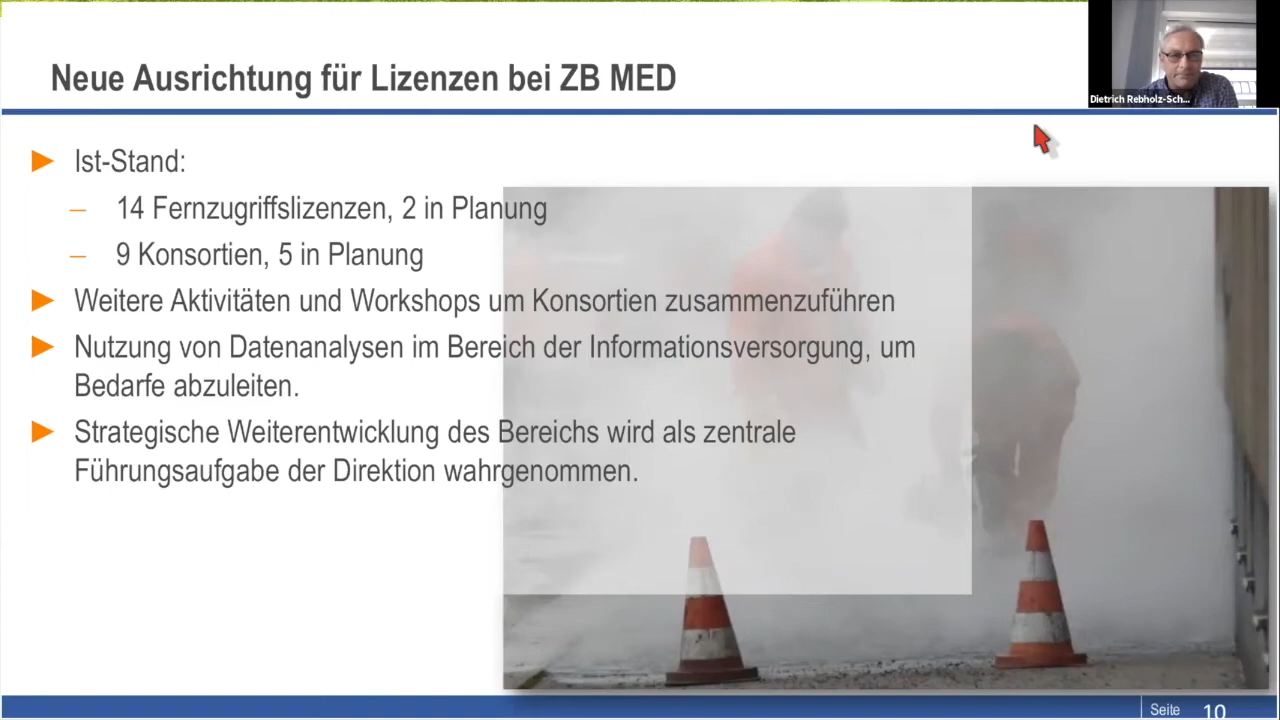 Neue Ausrichtung für Lizenzen bei ZB MED
Dietrich Rebholz-Sch...
► Ist-Stand:
– 14 Fernzugriffslizenzen, 2 in Planung
– 9 Konsortien, 5 in Planung
► Weitere Aktivitäten und Workshops um Konsortien zusammenzuführen
► Nutzung von Datenanalysen im Bereich der Informationsversorgung, um
Bedarfe abzuleiten.
► Strategische Weiterentwicklung des Bereichs wird als zentrale
Führungsaufgabe der Direktion wahrgenommen.
Seite 10